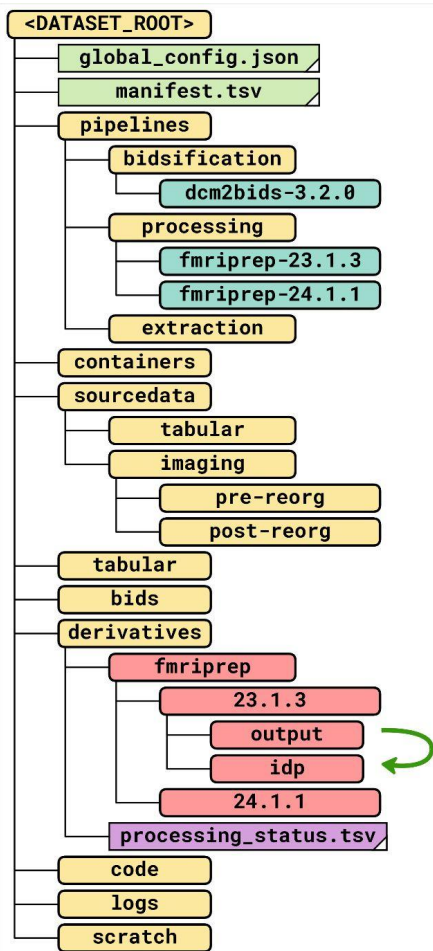 <DATASET_ROOT>
global_config.json
manifest.tsv
pipelines
bidsification
dcm2bids-3.2.0
processing
fmriprep-23.1.3
fmriprep-24.1.1
extraction
containers
sourcedata
tabular
imaging
pre-reorg
post-reorg
tabular
bids
derivatives
fmriprep
23.1.3
output
idp
24.1.1
processing_status.tsv
code
logs
scratch